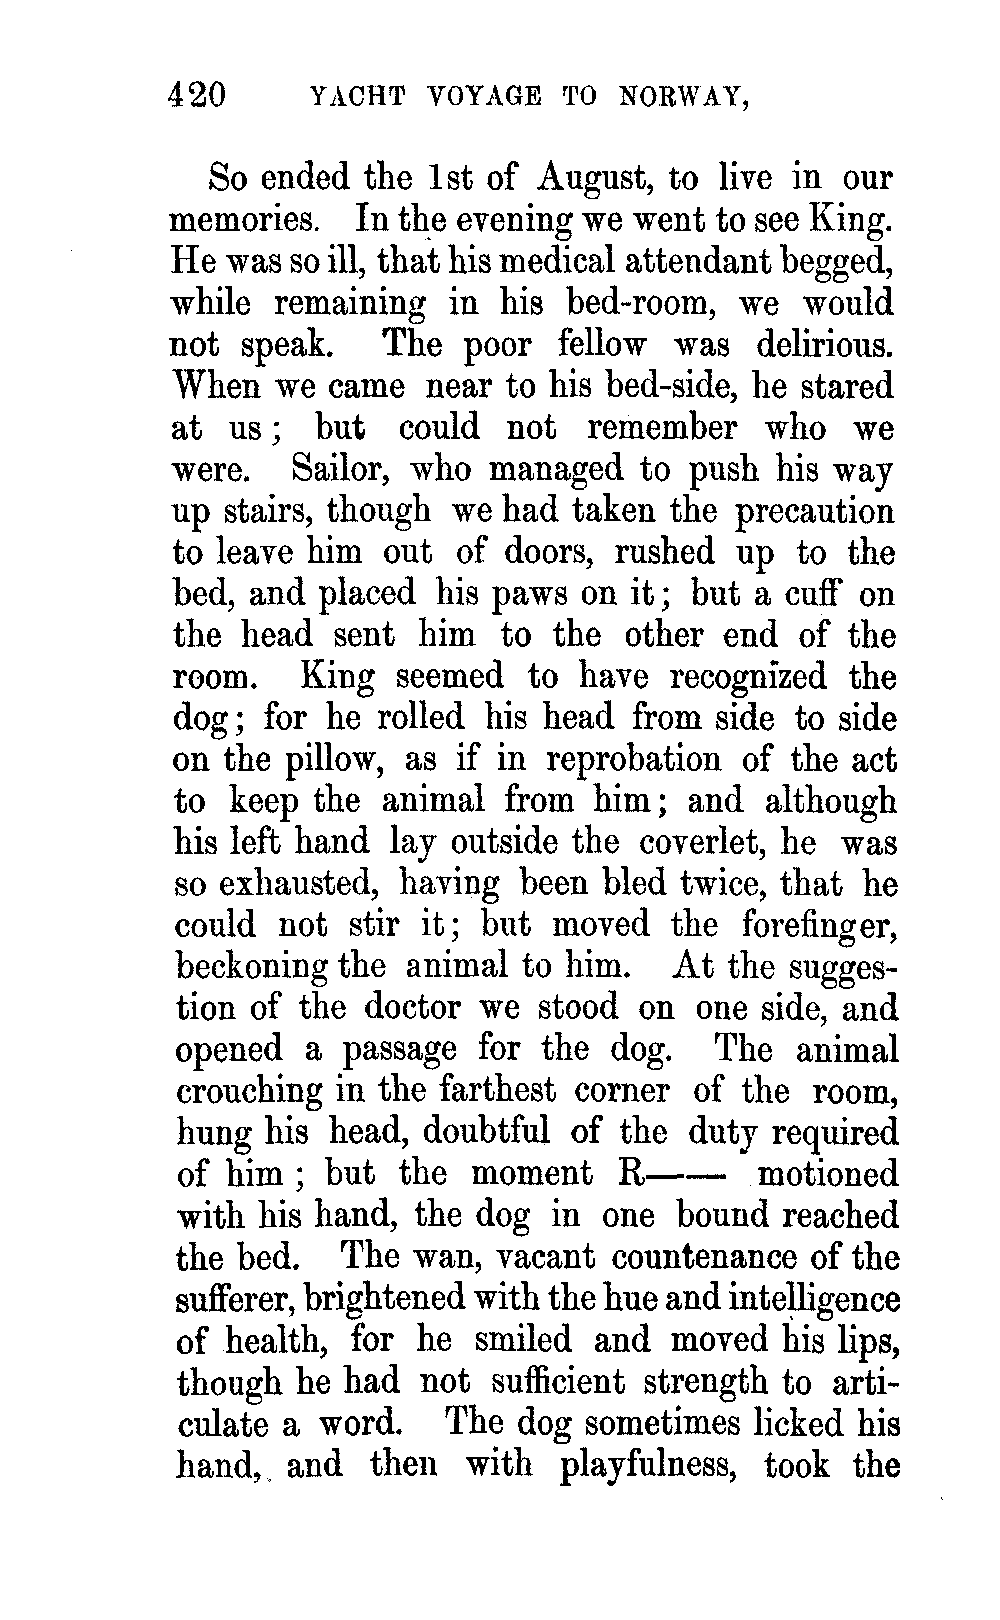 420 YACHT VOYAGE TO NORWAY,
So ended the 1st of August, to live in our
memories. In the evening we went to see King.
He was so ill, that his medical attendant begged,
while remaining in his bed-room, we would
not speak. The poor fellow was delirious.
When we came near to his bed-side, he stared
at us; but could not remember who we
were. Sailor, who managed to push his way
up stairs, though we had taken the precaution
to leave him out of doors, rushed up to the
bed, and placed his paws on it; but a cuff on
the head sent him to the other end of the
room. King seemed to have recognized the
dog; for he rolled his head from side to side
on the pillow, as if in reprobation of the act
to keep the animal from him; and although
his left hand lay outside the coverlet, he was
so exhausted, having been bled twice, that he
could not stir it; but moved the forefinger,
beckoning the animal to him. At the sugges-
tion of the doctor we stood on one side, and
opened a passage for the dog. The animal
crouching in the farthest corner of the room,
hung his head, doubtful of the duty required
of him; but the moment R—— motioned
with his hand, the dog in one bound reached
the bed. The wan, vacant countenance of the
sufferer, brightened with the hue and intelligence
of health, for he smiled and moved his lips,
though he had not sufficient strength to arti-
culate a word. The dog sometimes licked his
hand, and then with playfulness, took the